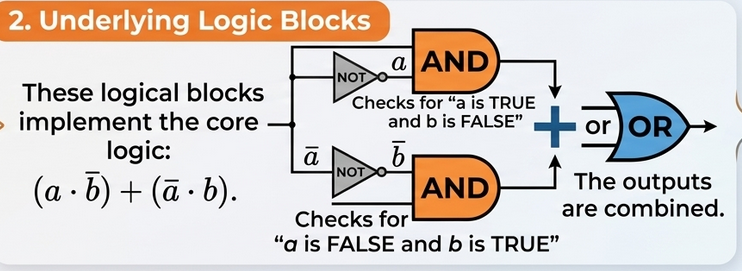 2. Underlying Logic Blocks
These logical blocks
implement the core
logic:
(a · b̅) + (a̅ · b).
NOT
a
AND
Checks for "a is TRUE
and b is FALSE"
a̅
NOT
b̅
AND
Checks for
"a is FALSE and b is TRUE"
+
or
OR
The outputs
are combined.